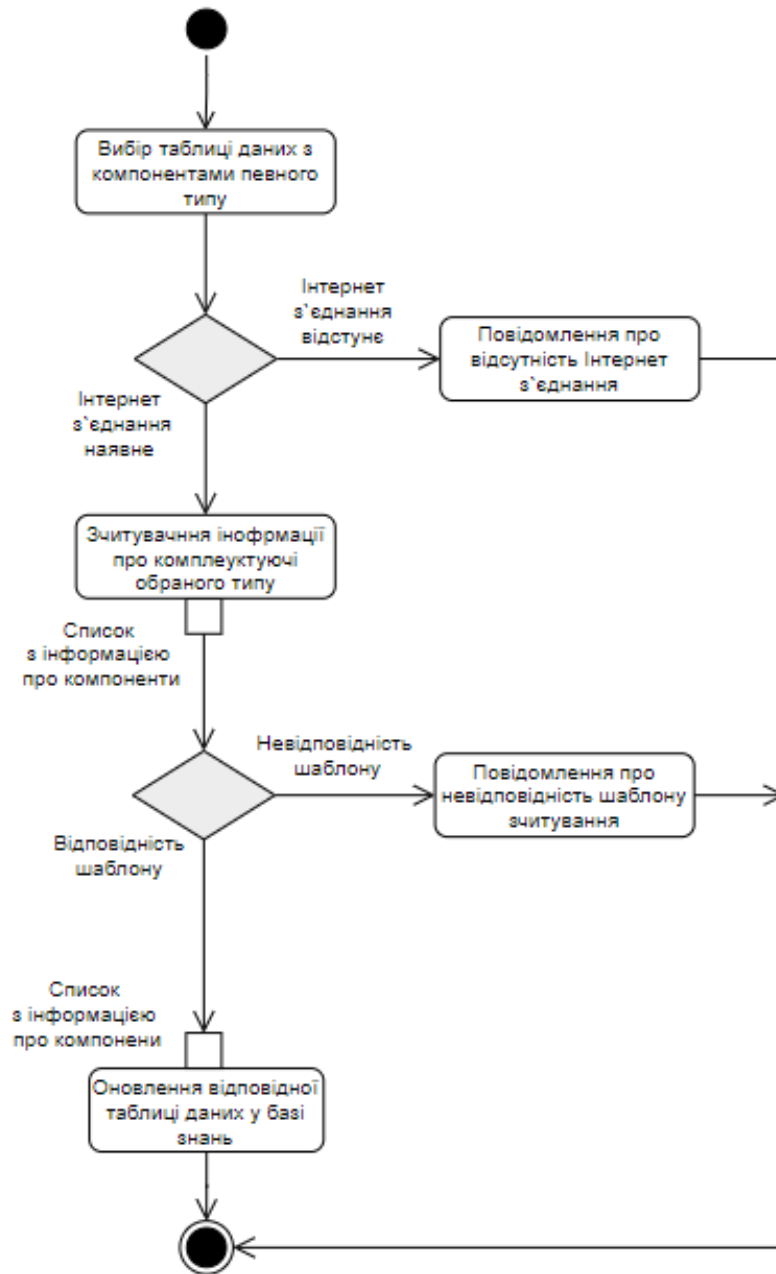 Вибір таблиці даних з
компонентами певного
типу
Інтернет
з`єднання
відстунє
Повідомлення про
відсутність Інтернет
з`єднання
Інтернет
з`єднання
наявне
Зчитувачння інофрмації
про комплеуктуючі
обраного типу
Список
з інформацією
про компоненти
Невідповідність
шаблону
Повідомлення про
невідповідність шаблону
зчитування
Відповідність
шаблону
Список
з інформацією
про компонени
Оновлення відповідної
таблиці даних у базі
знань